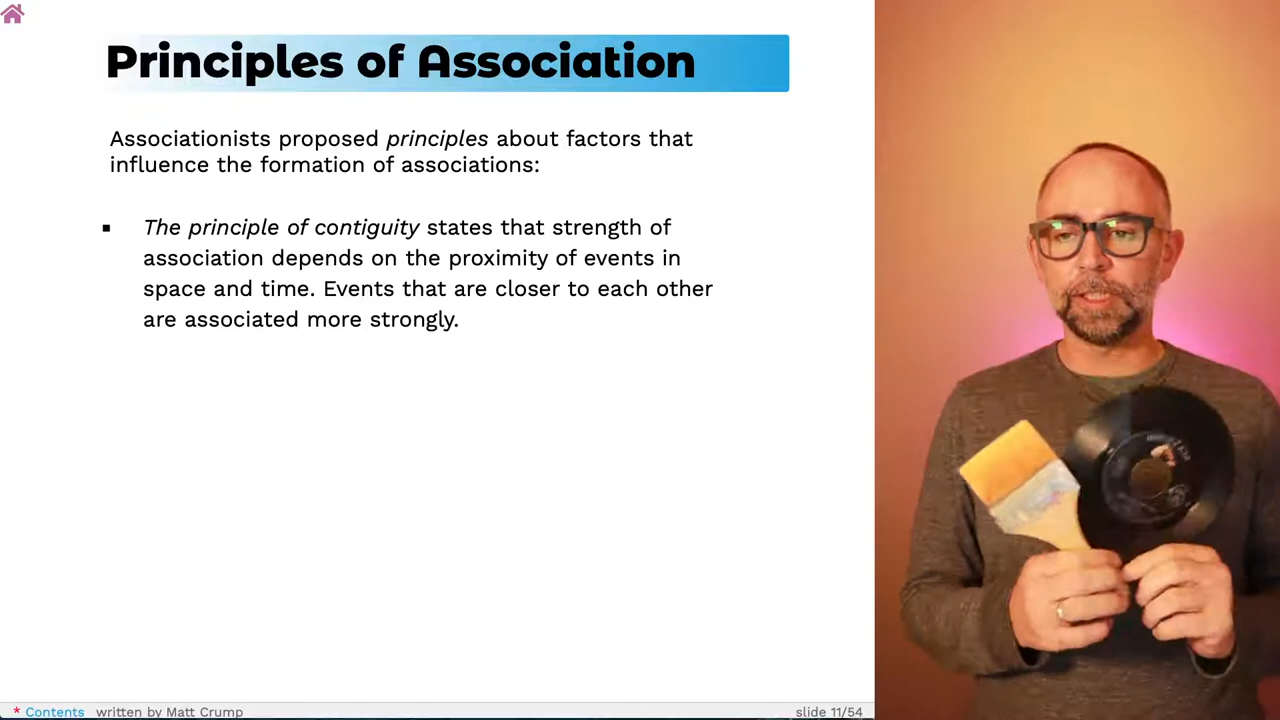 Principles of Association
Associationists proposed principles about factors that
influence the formation of associations:
▪ The principle of contiguity states that strength of
association depends on the proximity of events in
space and time. Events that are closer to each other
are associated more strongly.
* Contents written by Matt Crump slide 11/54